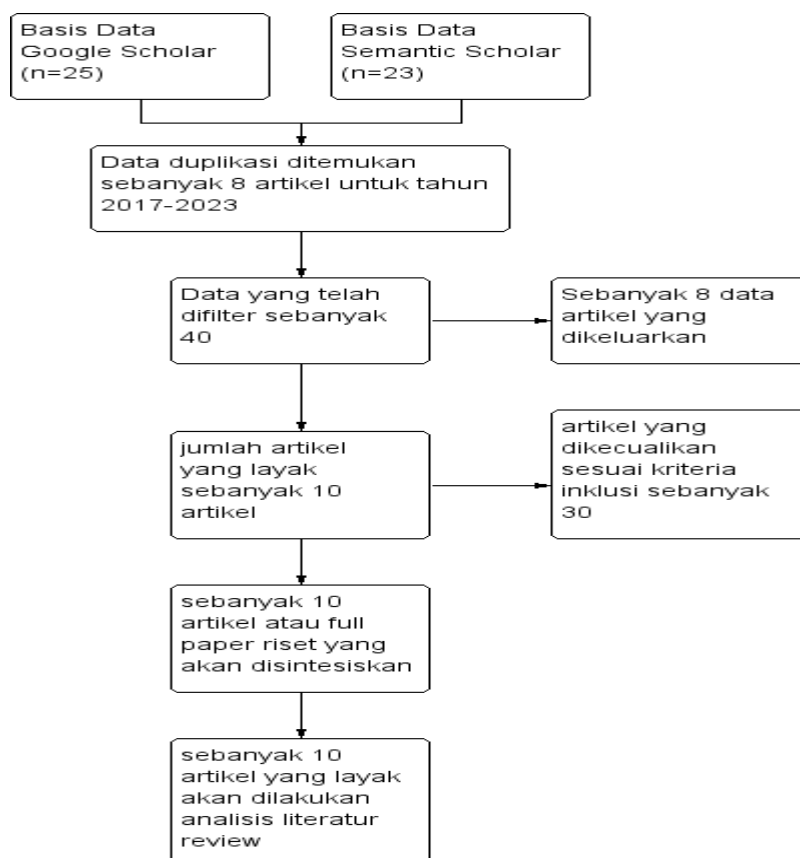 Basis Data
Google Scholar
(n=25)
Basis Data
Semantic Scholar
(n=23)
Data duplikasi ditemukan
sebanyak 8 artikel untuk tahun
2017-2023
Data yang telah
difilter sebanyak
40
Sebanyak 8 data
artikel yang
dikeluarkan
jumlah artikel
yang layak
sebanyak 10
artikel
artikel yang
dikecualikan
sesuai kriteria
inklusi sebanyak
30
sebanyak 10
artikel atau full
paper riset yang
akan disintesiskan
sebanyak 10
artikel yang layak
akan dilakukan
analisis literatur
review